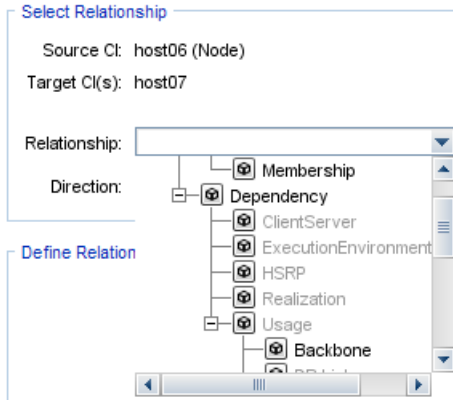 Select Relationship
Source CI: host06 (Node)
Target CI(s): host07
Relationship:
Membership
Direction:
Dependency
ClientServer
Define Relation
ExecutionEnvironment
HSRP
Realization
Usage
Backbone